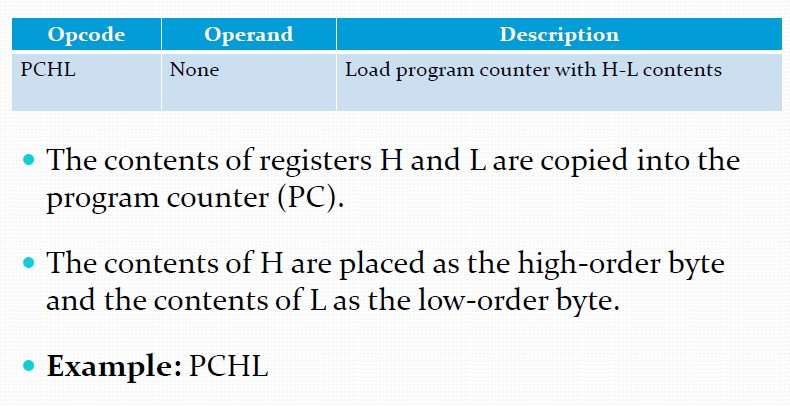 Opcode Operand Description
PCHL None Load program counter with H-L contents
• The contents of registers H and L are copied into the
program counter (PC).
• The contents of H are placed as the high-order byte
and the contents of L as the low-order byte.
• Example: PCHL